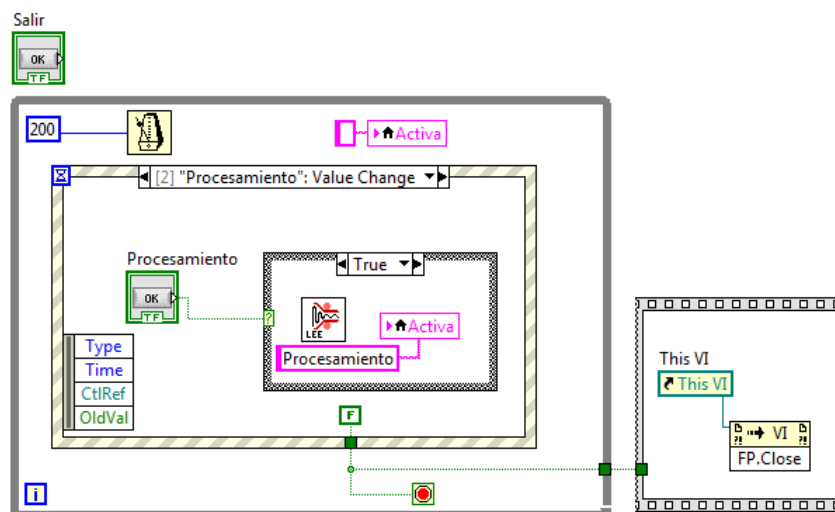 Salir
OK
TF
200
Activa
[2] "Procesamiento": Value Change
Procesamiento
OK
TF
True
?
LEE
Activa
Procesamiento
Type
Time
CtlRef
OldVal
F
i
This VI
This VI
VI
FP.Close